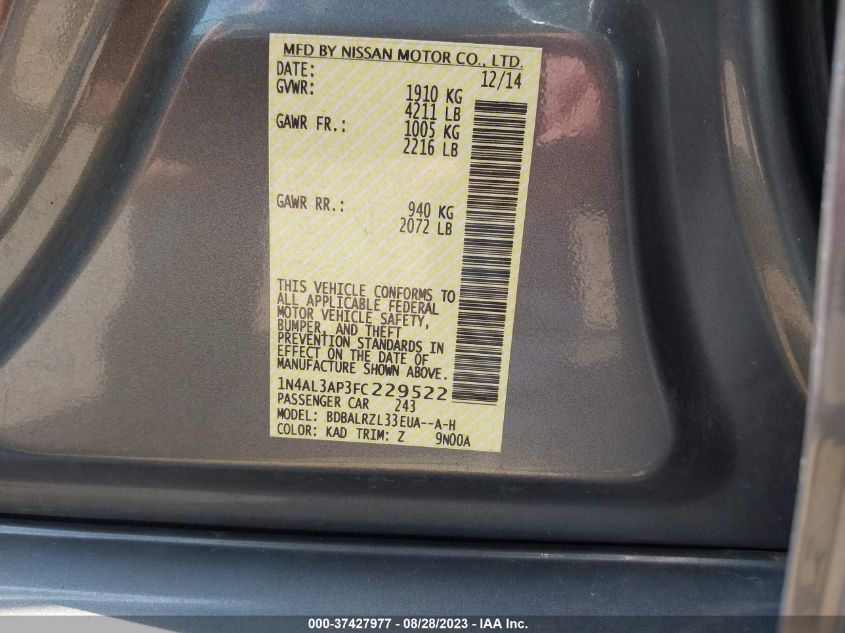 MFD BY NISSAN MOTOR CO., LTD.
DATE: 12/14
GVWR: 1910 KG
4211 LB
GAWR FR.: 1005 KG
2216 LB
GAWR RR.: 940 KG
2072 LB
THIS VEHICLE CONFORMS TO
ALL APPLICABLE FEDERAL
MOTOR VEHICLE SAFETY,
BUMPER, AND THEFT
PREVENTION STANDARDS IN
EFFECT ON THE DATE OF
MANUFACTURE SHOWN ABOVE.
1N4AL3AP3FC229522
PASSENGER CAR 243
MODEL: BDBALRZL33EUA--A-H
COLOR: KAD TRIM: Z 9N00A
000-37427977 - 08/28/2023 - IAA Inc.